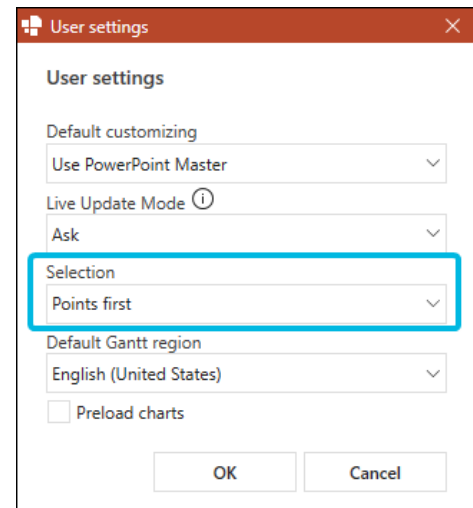 User settings
User settings
Default customizing
Use PowerPoint Master
Live Update Mode
Ask
Selection
Points first
Default Gantt region
English (United States)
Preload charts
OK Cancel